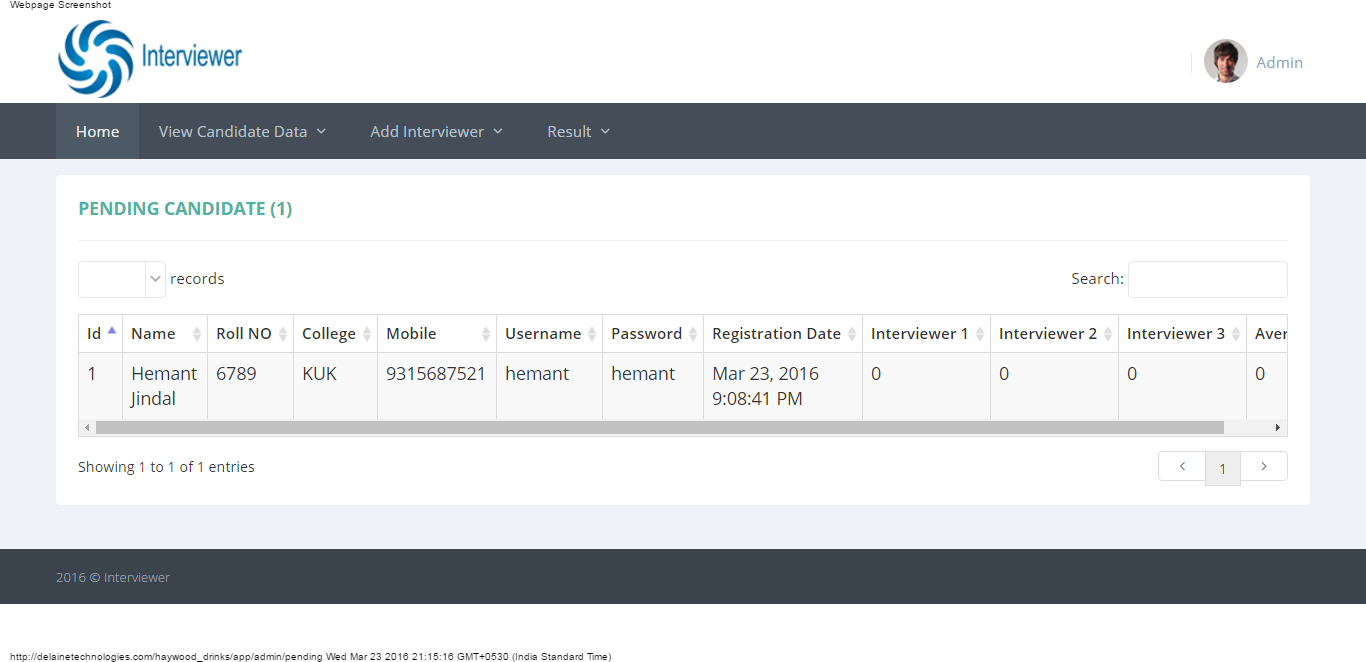 Webpage Screenshot
Interviewer
Admin
Home View Candidate Data Add Interviewer Result
PENDING CANDIDATE (1)
records Search:
Id Name Roll NO College Mobile Username Password Registration Date Interviewer 1 Interviewer 2 Interviewer 3 Aver
1 Hemant 6789 KUK 9315687521 hemant hemant Mar 23, 2016 0 0 0 0
Jindal 9:08:41 PM
Showing 1 to 1 of 1 entries 1
2016 © Interviewer
http://delainetechnologies.com/haywood_drinks/app/admin/pending Wed Mar 23 2016 21:15:16 GMT+0530 (India Standard Time)